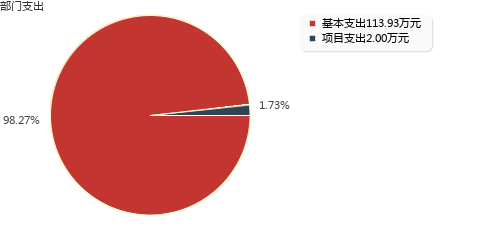 部门支出
基本支出113.93万元
项目支出2.00万元
1.73%
98.27%